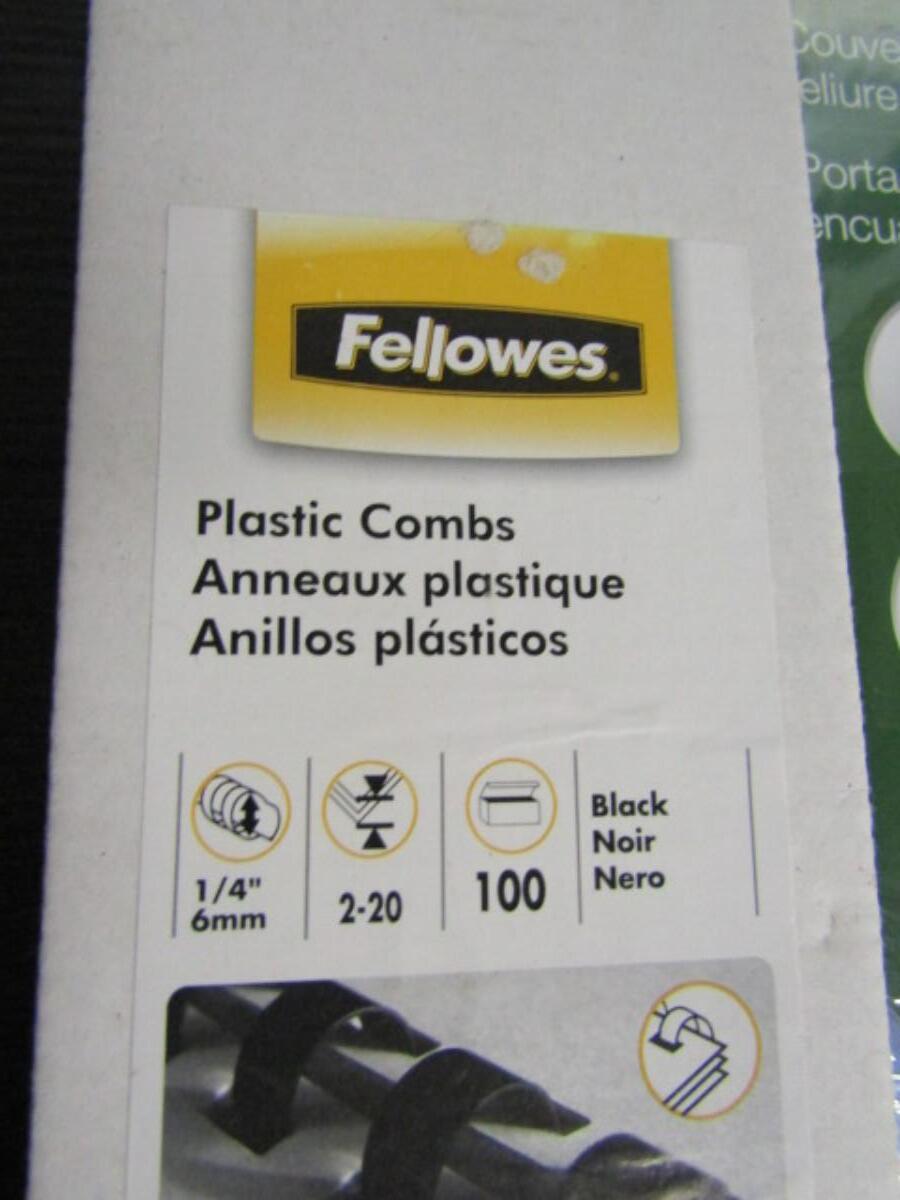 Fellowes.
Plastic Combs
Anneaux plastique
Anillos plásticos
1/4"
6mm
2-20
100
Black
Noir
Nero